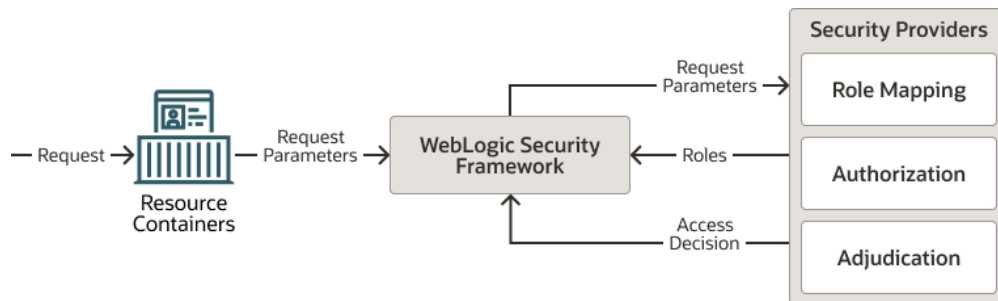 Request
Resource
Containers
Request
Parameters
WebLogic Security
Framework
Request
Parameters
Roles
Access
Decision
Security Providers
Role Mapping
Authorization
Adjudication